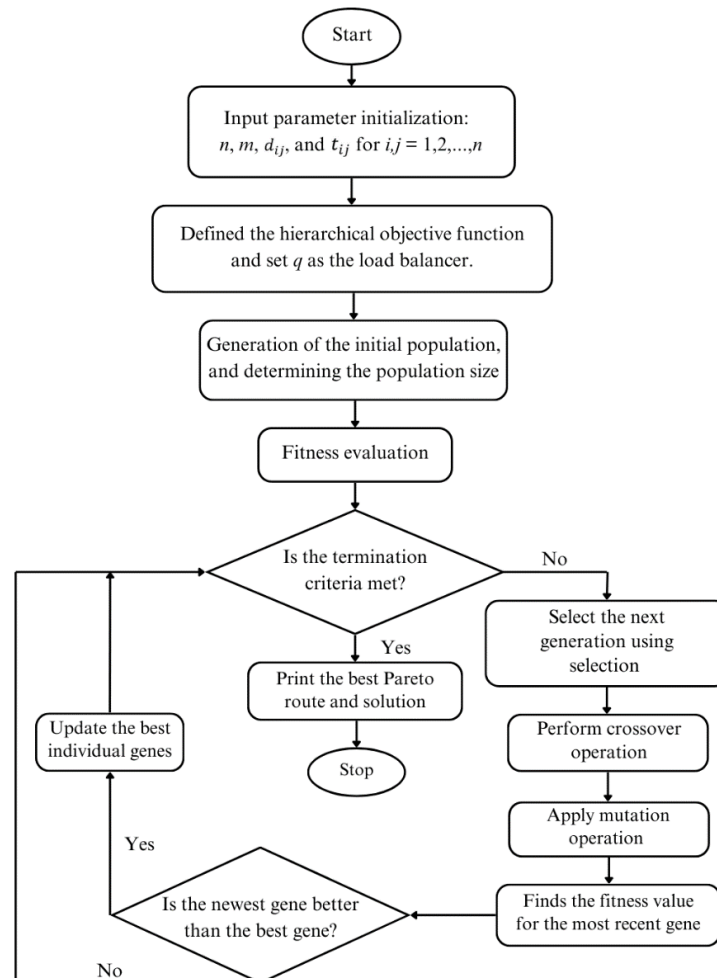 Start
Input parameter initialization:
n, m, d_{ij}, and t_{ij} for i,j = 1,2,...,n
Defined the hierarchical objective function
and set q as the load balancer.
Generation of the initial population,
and determining the population size
Fitness evaluation
Is the termination
criteria met?
No
Yes
Select the next
generation using
selection
Print the best Pareto
route and solution
Stop
Perform crossover
operation
Apply mutation
operation
Finds the fitness value
for the most recent gene
Is the newest gene better
than the best gene?
Yes
Update the best
individual genes
No